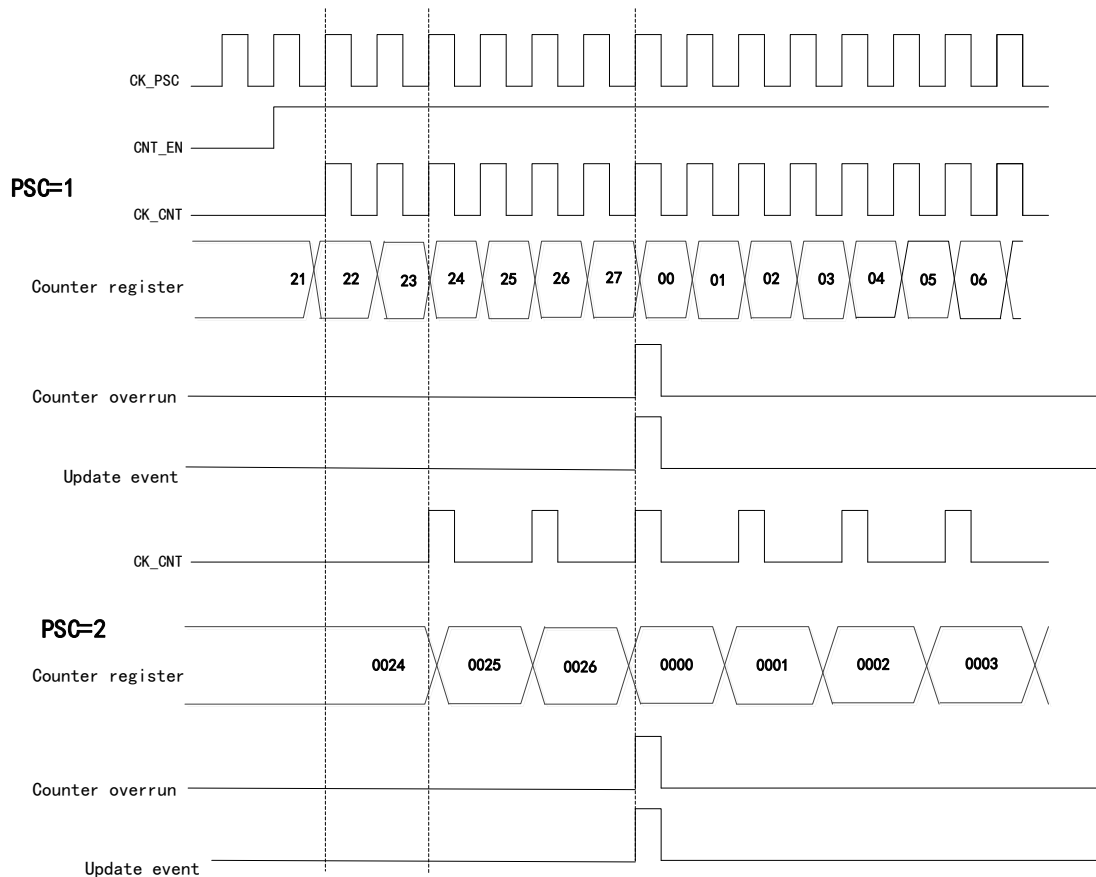 CK_PSC
CNT_EN
PSC=1
CK_CNT
21 22 23 24 25 26 27 00 01 02 03 04 05 06
Counter register
Counter overrun
Update event
CK_CNT
PSC=2
0024 0025 0026 0000 0001 0002 0003
Counter register
Counter overrun
Update event